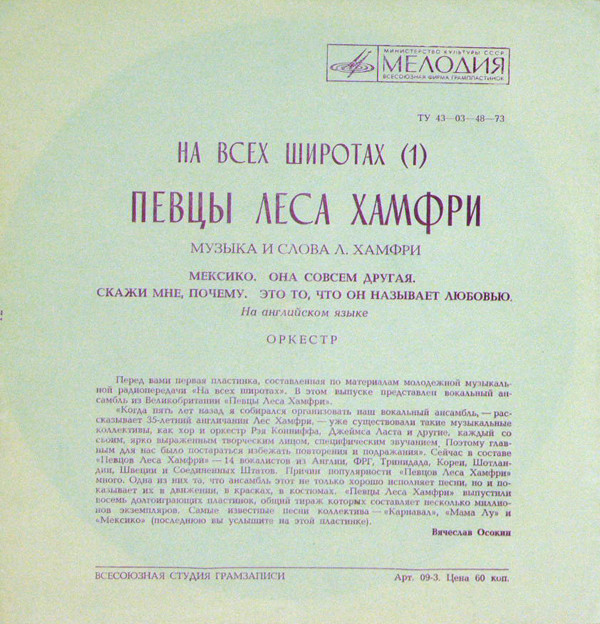 МИНИСТЕРСТВО КУЛЬТУРЫ СССР
МЕЛОДИЯ
ВСЕСОЮЗНАЯ ФИРМА ГРАМПЛАСТИНОК
ТУ 43—03—48—73
НА ВСЕХ ШИРОТАХ (1)
ПЕВЦЫ ЛЕСА ХАМФРИ
МУЗЫКА И СЛОВА Л. ХАМФРИ
МЕКСИКО. ОНА СОВСЕМ ДРУГАЯ.
СКАЖИ МНЕ, ПОЧЕМУ. ЭТО ТО, ЧТО ОН НАЗЫВАЕТ ЛЮБОВЬЮ.
На английском языке
ОРКЕСТР
Перед вами первая пластинка, составленная по материалам молодежной музыкаль-
ной радиопередачи «На всех широтах». В этом выпуске представлен вокальный ан-
самбль из Великобритании «Певцы Леса Хамфри».
«Когда пять лет назад я собирался организовать наш вокальный ансамбль, — рас-
сказывает 35-летний англичанин Лес Хамфри, — уже существовали такие музыкальные
коллективы, как хор и оркестр Рэя Конниффа, Джеймса Ласта и другие, каждый со
своим, ярко выраженным творческим лицом, специфическим звучанием. Поэтому глав-
ным для нас было постараться избежать повторения и подражания». Сейчас в составе
«Певцов Леса Хамфри» — 14 вокалистов из Англии, ФРГ, Тринидада, Кореи, Шотлан-
дии, Швеции и Соединенных Штатов. Причин популярности «Певцов Леса Хамфри»
много. Одна из них та, что ансамбль этот не только хорошо исполняет песни, но и по-
казывает их в движении, в красках, в костюмах. «Певцы Леса Хамфри» выпустили
восемь долгоиграющих пластинок, общий тираж которых составляет несколько миллио-
нов экземпляров. Самые известные песни коллектива — «Карнавал», «Мама Лу» и
«Мексико» (последнюю вы услышите на этой пластинке).
Вячеслав Осокин
ВСЕСОЮЗНАЯ СТУДИЯ ГРАМЗАПИСИ
Арт. 09-3. Цена 60 коп.